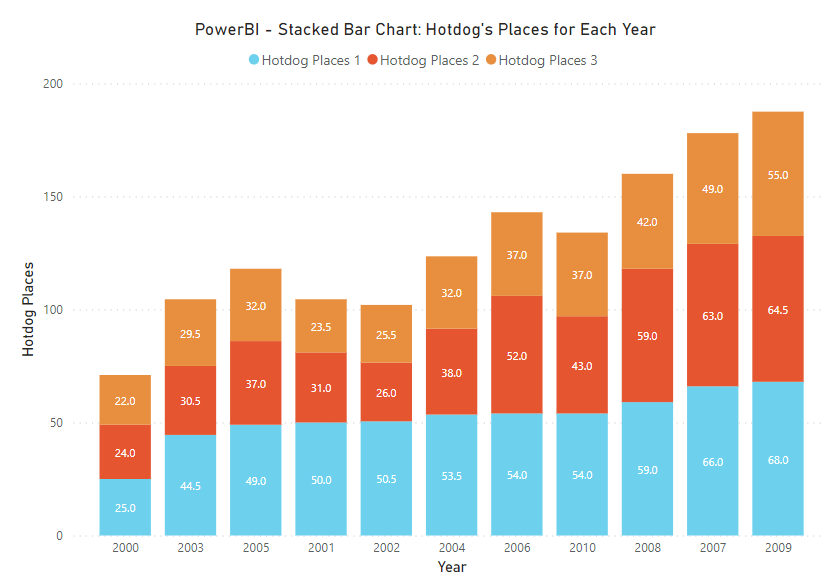 PowerBI - Stacked Bar Chart: Hotdog's Places for Each Year
Hotdog Places 1 Hotdog Places 2 Hotdog Places 3
200
150
100
50
0
Hotdog Places
22.0 29.5 32.0 23.5 25.5 32.0 37.0 37.0 42.0 49.0 55.0
24.0 30.5 37.0 31.0 26.0 38.0 52.0 43.0 59.0 63.0 64.5
25.0 44.5 49.0 50.0 50.5 53.5 54.0 54.0 59.0 66.0 68.0
2000 2003 2005 2001 2002 2004 2006 2010 2008 2007 2009
Year